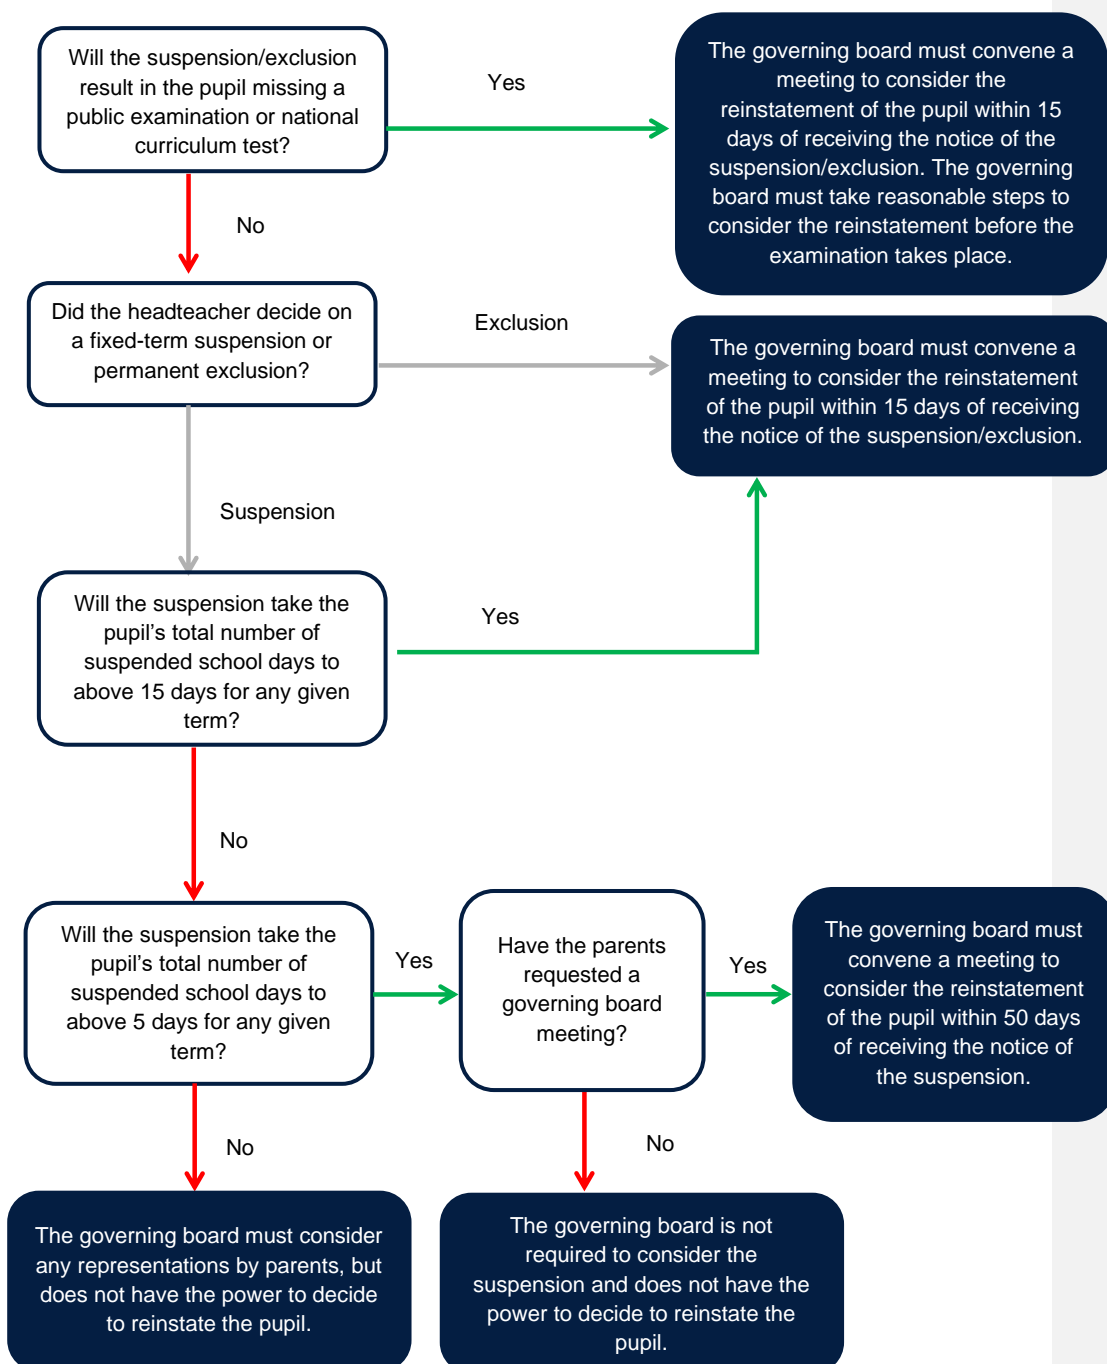 Will the suspension/exclusion
result in the pupil missing a
public examination or national
curriculum test?
Yes
The governing board must convene a
meeting to consider the
reinstatement of the pupil within 15
days of receiving the notice of the
suspension/exclusion. The governing
board must take reasonable steps to
consider the reinstatement before the
examination takes place.
No
Did the headteacher decide on
a fixed-term suspension or
permanent exclusion?
Exclusion
The governing board must convene a
meeting to consider the reinstatement
of the pupil within 15 days of receiving
the notice of the suspension/exclusion.
Suspension
Will the suspension take the
pupil’s total number of
suspended school days to
above 15 days for any given
term?
Yes
No
Will the suspension take the
pupil’s total number of
suspended school days to
above 5 days for any given
term?
Yes
Have the parents
requested a
governing board
meeting?
Yes
The governing board must
convene a meeting to
consider the reinstatement
of the pupil within 50 days
of receiving the notice of
the suspension.
No
No
The governing board must consider
any representations by parents, but
does not have the power to decide
to reinstate the pupil.
The governing board is not
required to consider the
suspension and does not have the
power to decide to reinstate the
pupil.